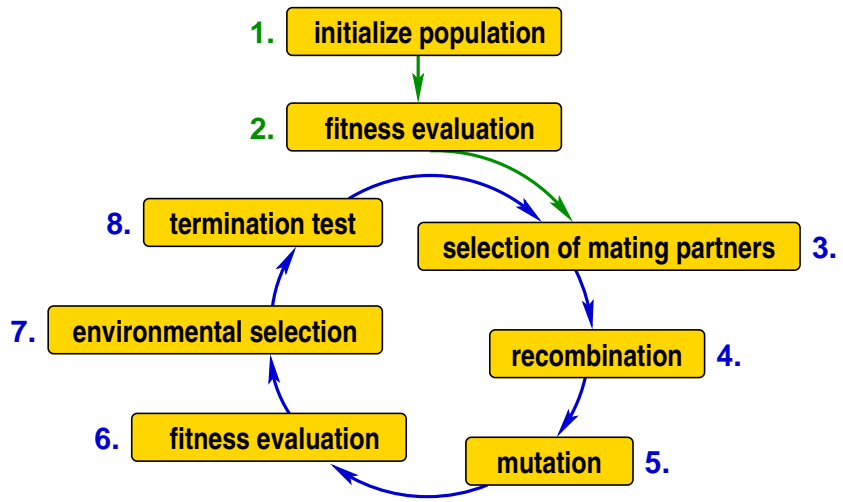 1. initialize population
2. fitness evaluation
8. termination test
selection of mating partners 3.
7. environmental selection
recombination 4.
6. fitness evaluation
mutation 5.